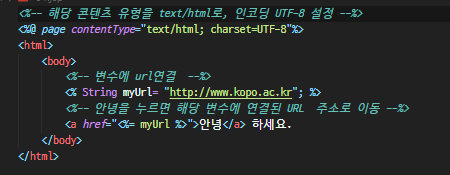 <%-- 해당 콘텐츠 유형을 text/html로, 인코딩 UTF-8 설정 --%>
<%@ page contentType="text/html; charset=UTF-8"%>
<html>
<body>
<%-- 변수에 url연결  --%>
<% String myUrl= "http://www.kopo.ac.kr"; %>
<%-- 안녕을 누르면 해당 변수에 연결된 URL  주소로 이동 --%>
<a href="<%= myUrl %>">안녕</a> 하세요.
</body>
</html>